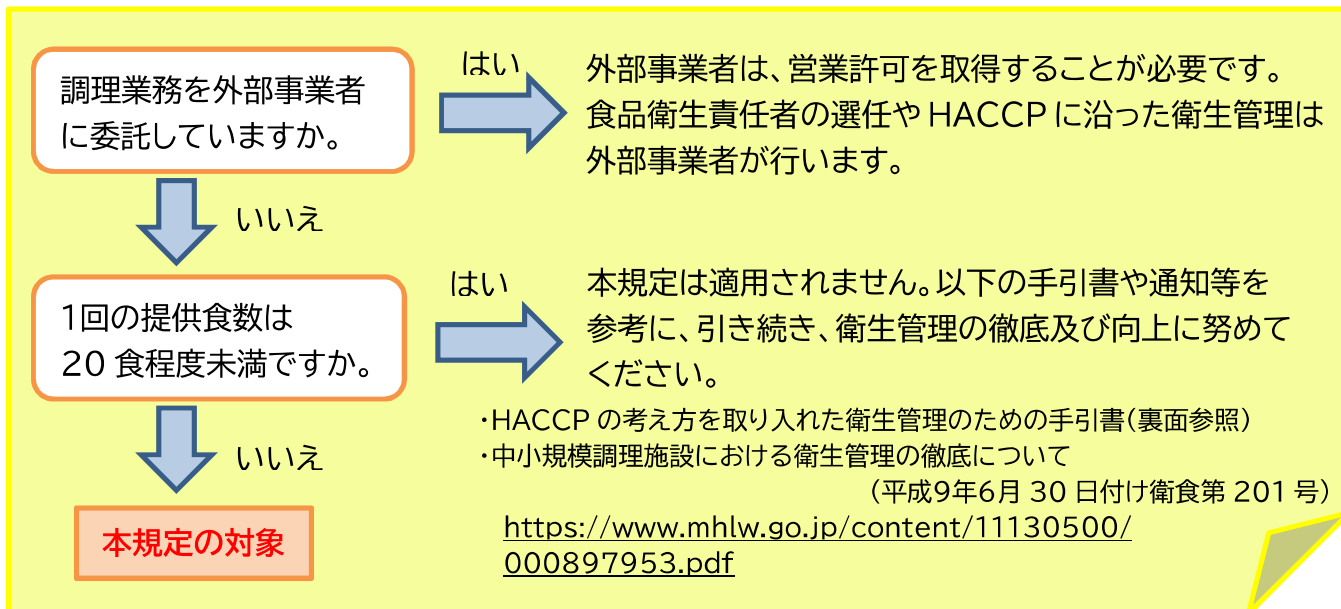 調理業務を外部事業者
に委託していますか。
はい
外部事業者は、営業許可を取得することが必要です。
食品衛生責任者の選任や HACCP に沿った衛生管理は
外部事業者が行います。
いいえ
1回の提供食数は
20 食程度未満ですか。
はい
本規定は適用されません。以下の手引書や通知等を
参考に、引き続き、衛生管理の徹底及び向上に努めて
ください。
・HACCP の考え方を取り入れた衛生管理のための手引書(裏面参照)
・中小規模調理施設における衛生管理の徹底について
(平成9年6月 30 日付け衛食第 201 号)
https://www.mhlw.go.jp/content/11130500/
000897953.pdf
いいえ
本規定の対象